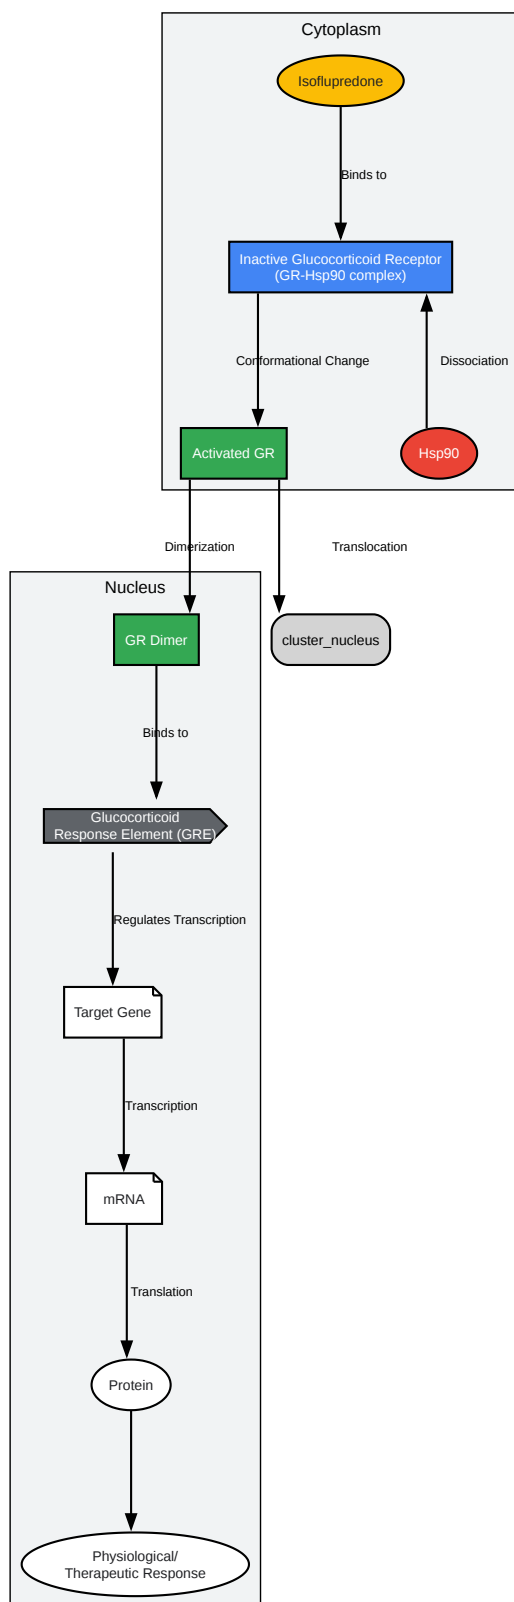 Cytoplasm
Isoflupredone
Binds to
Inactive Glucocorticoid Receptor
(GR-Hsp90 complex)
Conformational Change
Dissociation
Activated GR
Hsp90
Dimerization
Translocation
Nucleus
GR Dimer
cluster_nucleus
Binds to
Glucocorticoid
Response Element (GRE)
Regulates Transcription
Target Gene
Transcription
mRNA
Translation
Protein
Physiological/
Therapeutic Response